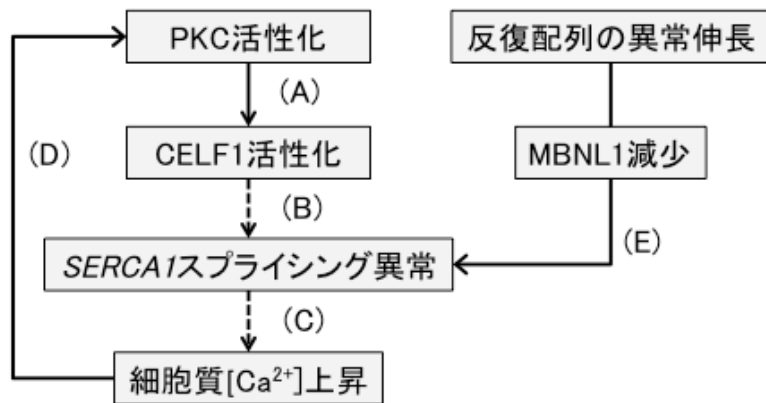 PKC活性化
反復配列の異常伸長
(A)
(D)
CELF1活性化
MBNL1減少
(B)
(E)
SERCA1スプライシング異常
(C)
細胞質[Ca²⁺]上昇